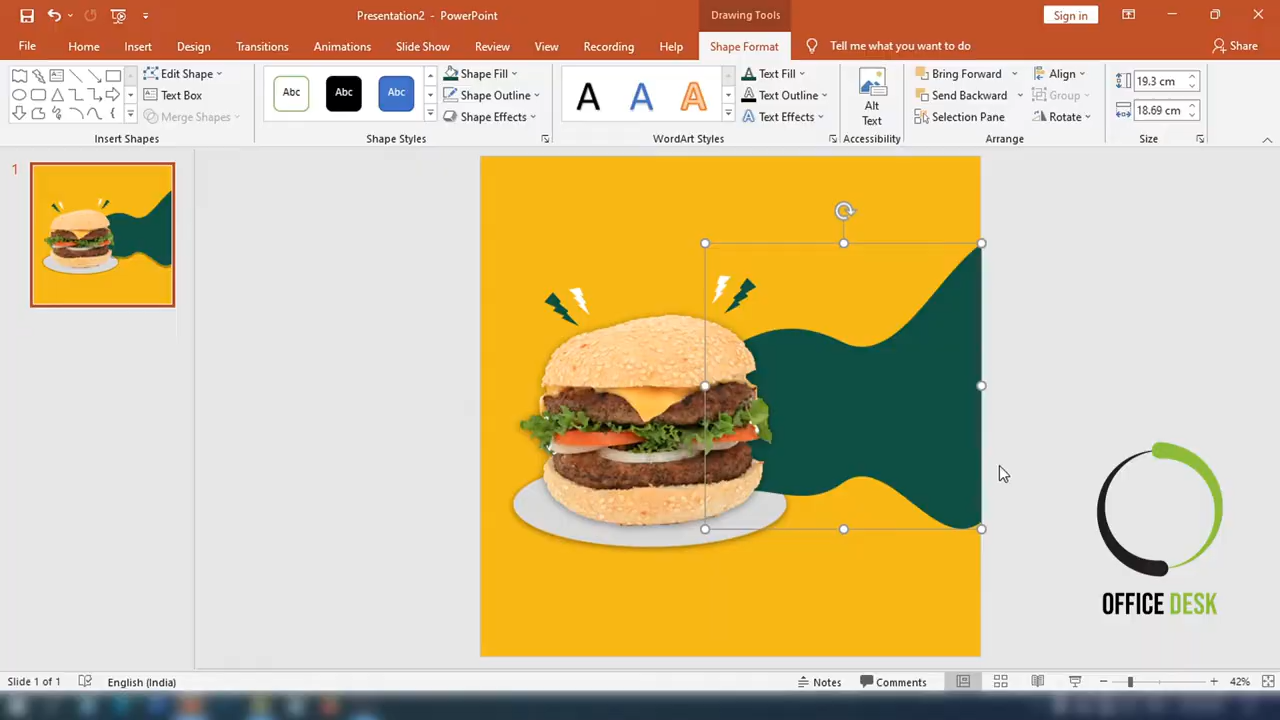 Presentation2 - PowerPoint
Drawing Tools
Sign in
File Home Insert Design Transitions Animations Slide Show Review View Recording Help Shape Format Tell me what you want to do Share
Edit Shape
Text Box
Merge Shapes
Insert Shapes
Abc Abc Abc
Shape Fill
Shape Outline
Shape Effects
Shape Styles
A A A
Text Fill
Text Outline
Text Effects
WordArt Styles
Alt
Text
Accessibility
Bring Forward
Send Backward
Selection Pane
Align
Group
Rotate
Arrange
19.3 cm
18.69 cm
Size
1
OFFICE DESK
Slide 1 of 1 English (India) Notes Comments 42%